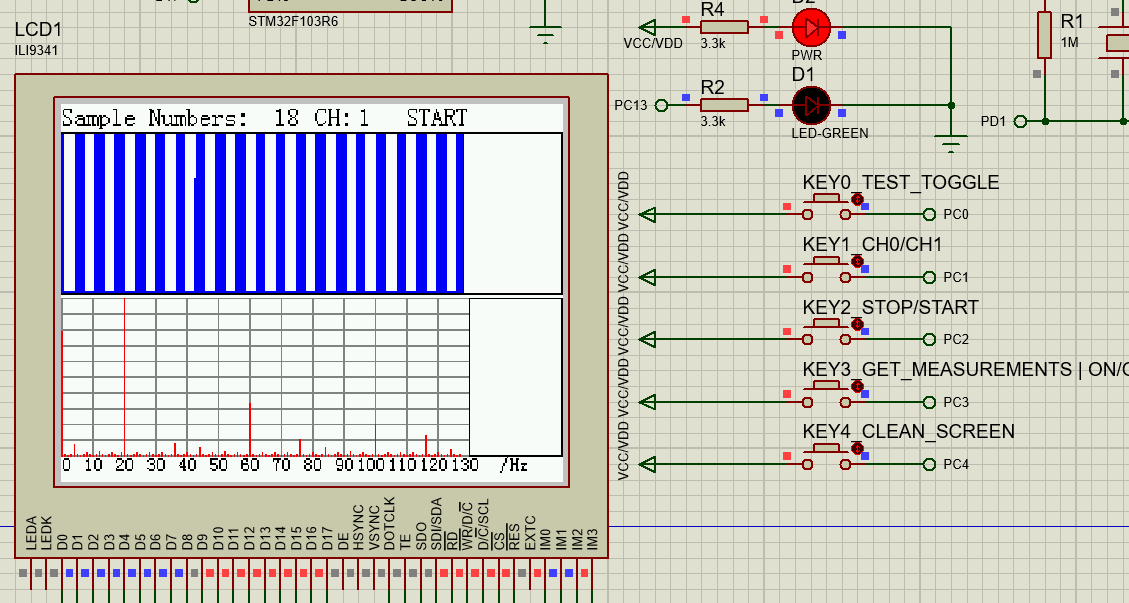 STM32F103R6
LCD1
ILI9341
Sample Numbers: 18 CH:1 START
0 10 20 30 40 50 60 70 80 90 100 110 120 130 /Hz
LEDA
LEDK
D0
D1
D2
D3
D4
D5
D6
D7
D8
D9
D10
D11
D12
D13
D14
D15
D16
D17
DE
HSYNC
VSYNC
DOTCLK
TE
SDO
SDI/SDA
RD
WR/D/C
D/C/SCL
CS
RES
EXTC
IM0
IM1
IM2
IM3
R4
VCC/VDD
3.3k
PWR
D1
R2
PC13
3.3k
LED-GREEN
R1
1M
PD1
KEY0_TEST_TOGGLE
VCC/VDD
PC0
KEY1_CH0/CH1
VCC/VDD
PC1
KEY2_STOP/START
VCC/VDD
PC2
KEY3_GET_MEASUREMENTS | ON/
VCC/VDD
PC3
KEY4_CLEAN_SCREEN
VCC/VDD
PC4